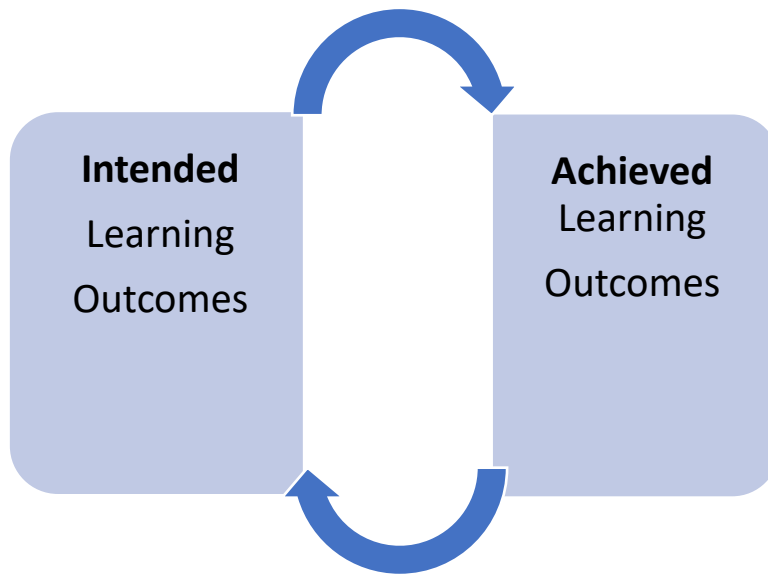 Intended
Learning
Outcomes
Achieved
Learning
Outcomes